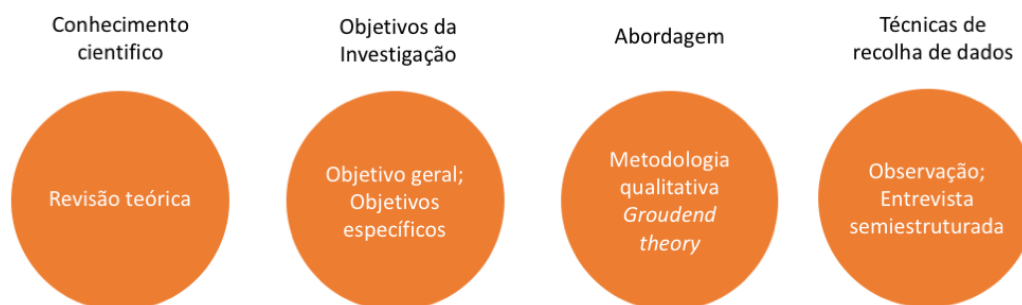 Conhecimento
cientifico
Revisão teórica
Objetivos da
Investigação
Objetivo geral;
Objetivos
específicos
Abordagem
Metodologia
qualitativa
Groudend
theory
Técnicas de
recolha de dados
Observação;
Entrevista
semiestruturada